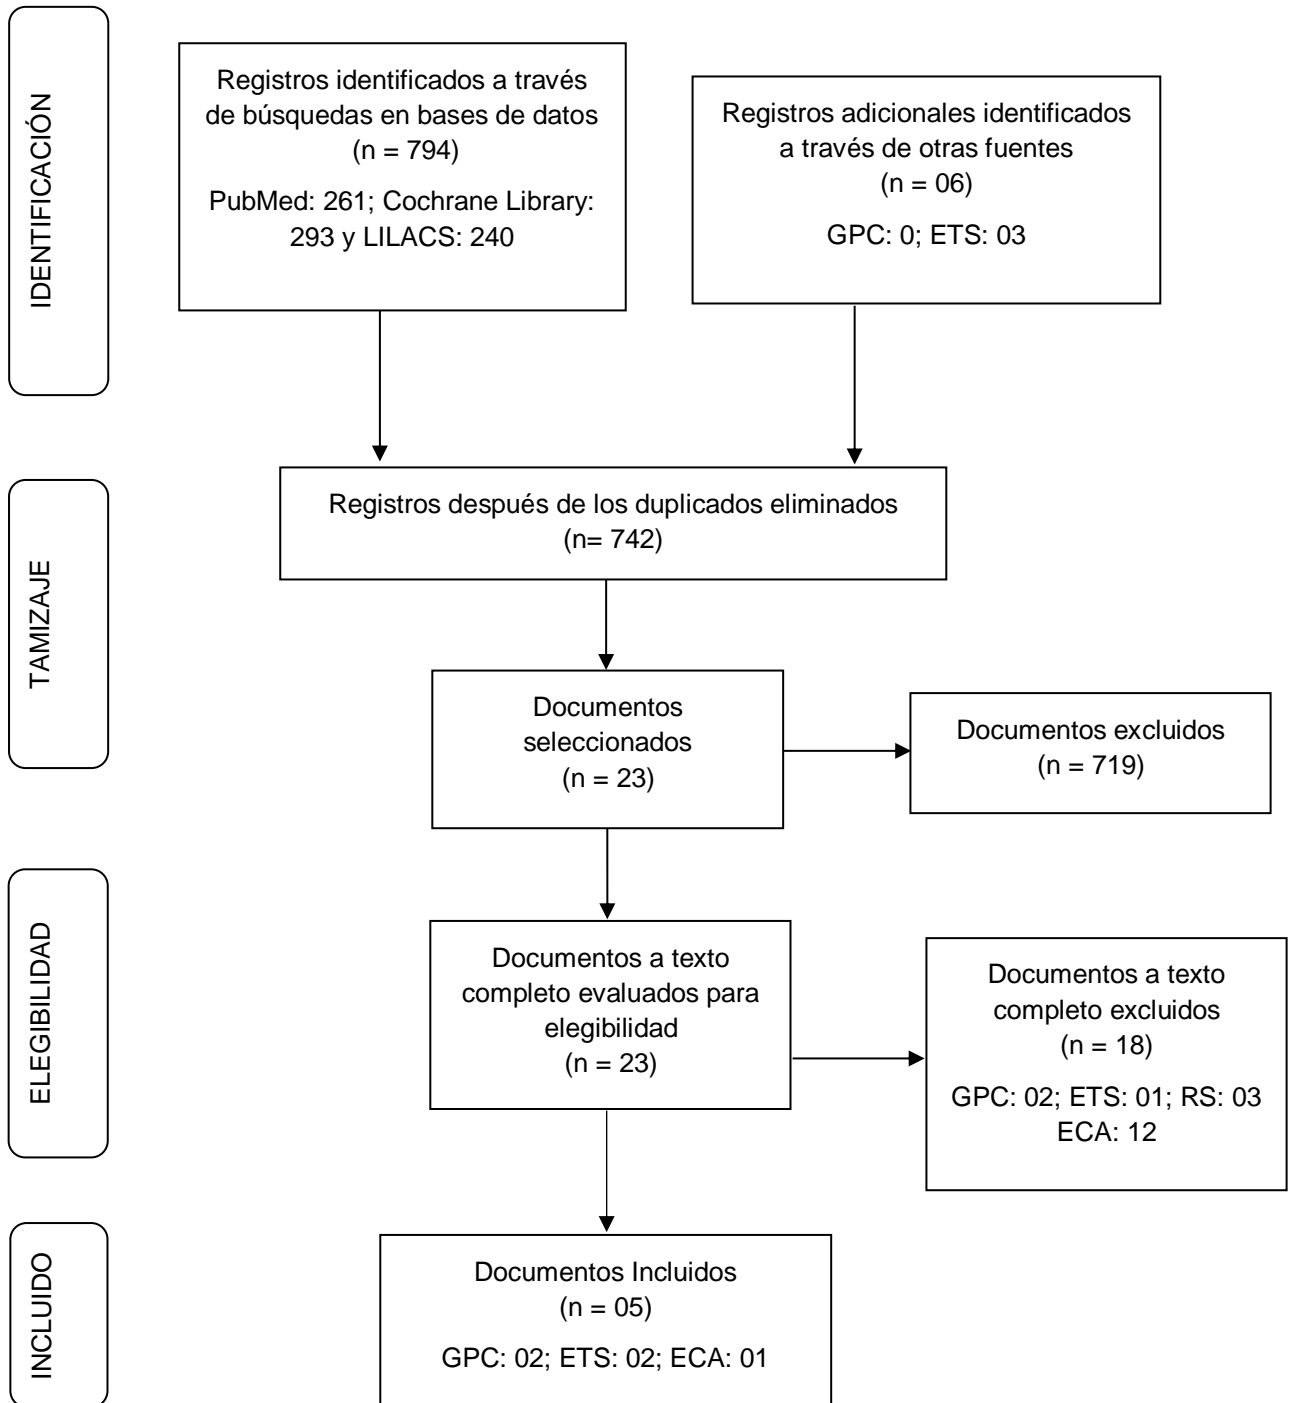 IDENTIFICACIÓN
Registros identificados a través
de búsquedas en bases de datos
(n = 794)
PubMed: 261; Cochrane Library:
293 y LILACS: 240
Registros adicionales identificados
a través de otras fuentes
(n = 06)
GPC: 0; ETS: 03
TAMIZAJE
Registros después de los duplicados eliminados
(n= 742)
Documentos
seleccionados
(n = 23)
Documentos excluidos
(n = 719)
ELEGIBILIDAD
Documentos a texto
completo evaluados para
elegibilidad
(n = 23)
Documentos a texto
completo excluidos
(n = 18)
GPC: 02; ETS: 01; RS: 03
ECA: 12
INCLUIDO
Documentos Incluidos
(n = 05)
GPC: 02; ETS: 02; ECA: 01